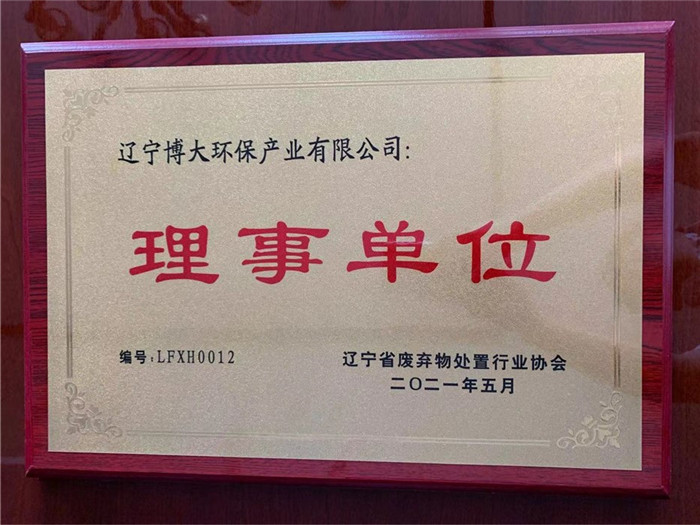 辽宁博大环保产业有限公司:
理事单位
编号:LFXH0012
辽宁省废弃物处置行业协会
二〇二一年五月